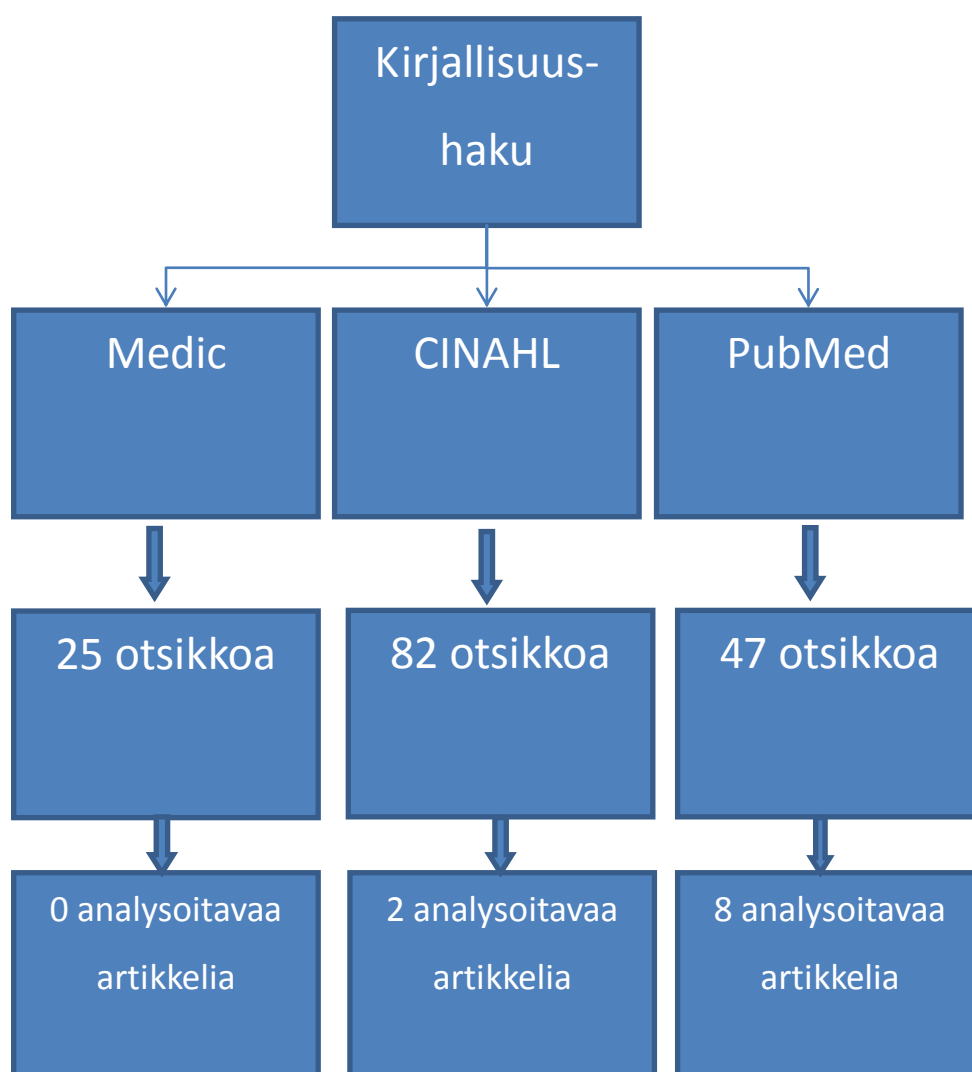 Kirjallisuus-
haku
Medic
CINAHL
PubMed
25 otsikkoa
82 otsikkoa
47 otsikkoa
0 analysoitavaa
artikkelia
2 analysoitavaa
artikkelia
8 analysoitavaa
artikkelia